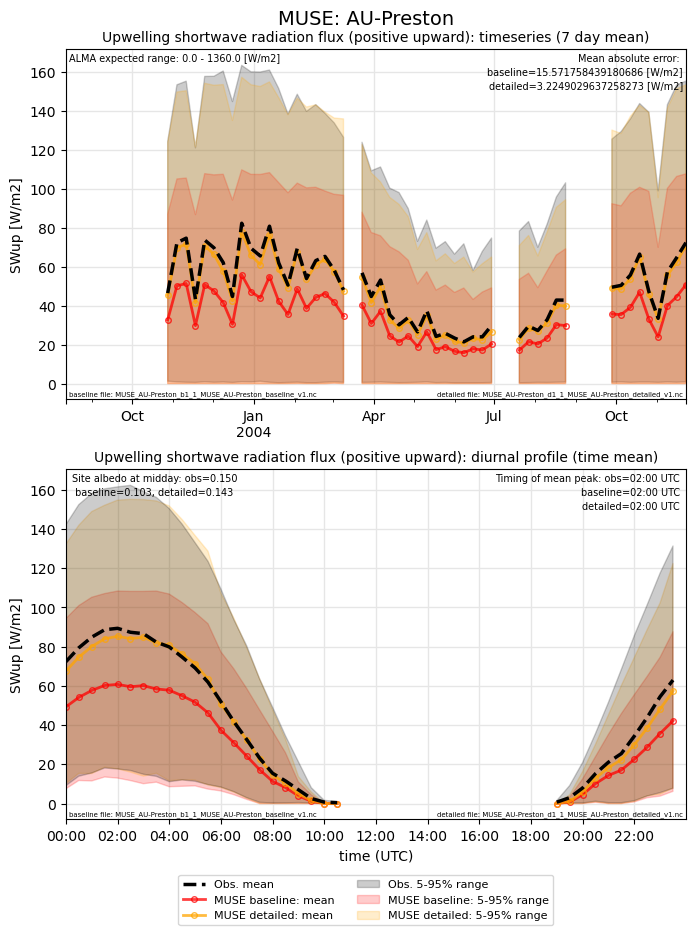 MUSE: AU-Preston
Upwelling shortwave radiation flux (positive upward): timeseries (7 day mean)
ALMA expected range: 0.0 - 1360.0 [W/m2]
Mean absolute error:
baseline=15.571758439180686 [W/m2]
detailed=3.2249029637258273 [W/m2]
160
140
120
100
80
60
40
20
0
SWup [W/m2]
baseline file: MUSE_AU-Preston_b1_1_MUSE_AU-Preston_baseline_v1.nc
detailed file: MUSE_AU-Preston_d1_1_MUSE_AU-Preston_detailed_v1.nc
Oct Jan Apr Jul Oct
2004
Upwelling shortwave radiation flux (positive upward): diurnal profile (time mean)
Site albedo at midday: obs=0.150
baseline=0.103, detailed=0.143
Timing of mean peak: obs=02:00 UTC
baseline=02:00 UTC
detailed=02:00 UTC
160
140
120
100
80
60
40
20
0
SWup [W/m2]
baseline file: MUSE_AU-Preston_b1_1_MUSE_AU-Preston_baseline_v1.nc
detailed file: MUSE_AU-Preston_d1_1_MUSE_AU-Preston_detailed_v1.nc
00:00 02:00 04:00 06:00 08:00 10:00 12:00 14:00 16:00 18:00 20:00 22:00
time (UTC)
Obs. mean
MUSE baseline: mean
MUSE detailed: mean
Obs. 5-95% range
MUSE baseline: 5-95% range
MUSE detailed: 5-95% range